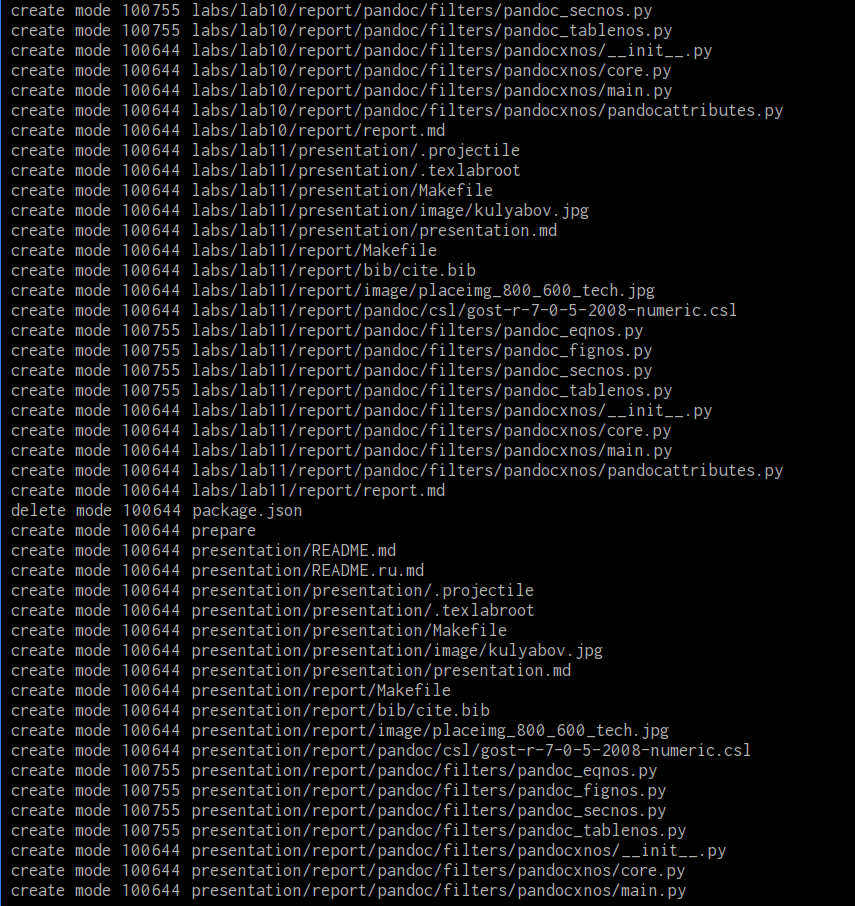 create mode 100755 labs/lab10/report/pandoc/filters/pandoc_secnos.py
create mode 100755 labs/lab10/report/pandoc/filters/pandoc_tablenos.py
create mode 100644 labs/lab10/report/pandoc/filters/pandocxnos/__init__.py
create mode 100644 labs/lab10/report/pandoc/filters/pandocxnos/core.py
create mode 100644 labs/lab10/report/pandoc/filters/pandocxnos/main.py
create mode 100644 labs/lab10/report/pandoc/filters/pandocxnos/pandocattributes.py
create mode 100644 labs/lab10/report/report.md
create mode 100644 labs/lab11/presentation/.projectile
create mode 100644 labs/lab11/presentation/.texlabroot
create mode 100644 labs/lab11/presentation/Makefile
create mode 100644 labs/lab11/presentation/image/kulyabov.jpg
create mode 100644 labs/lab11/presentation/presentation.md
create mode 100644 labs/lab11/report/Makefile
create mode 100644 labs/lab11/report/bib/cite.bib
create mode 100644 labs/lab11/report/image/placeimg_800_600_tech.jpg
create mode 100644 labs/lab11/report/pandoc/csl/gost-r-7-0-5-2008-numeric.csl
create mode 100755 labs/lab11/report/pandoc/filters/pandoc_eqnos.py
create mode 100755 labs/lab11/report/pandoc/filters/pandoc_fignos.py
create mode 100755 labs/lab11/report/pandoc/filters/pandoc_secnos.py
create mode 100755 labs/lab11/report/pandoc/filters/pandoc_tablenos.py
create mode 100644 labs/lab11/report/pandoc/filters/pandocxnos/__init__.py
create mode 100644 labs/lab11/report/pandoc/filters/pandocxnos/core.py
create mode 100644 labs/lab11/report/pandoc/filters/pandocxnos/main.py
create mode 100644 labs/lab11/report/pandoc/filters/pandocxnos/pandocattributes.py
create mode 100644 labs/lab11/report/report.md
delete mode 100644 package.json
create mode 100644 prepare
create mode 100644 presentation/README.md
create mode 100644 presentation/README.ru.md
create mode 100644 presentation/presentation/.projectile
create mode 100644 presentation/presentation/.texlabroot
create mode 100644 presentation/presentation/Makefile
create mode 100644 presentation/presentation/image/kulyabov.jpg
create mode 100644 presentation/presentation/presentation.md
create mode 100644 presentation/report/Makefile
create mode 100644 presentation/report/bib/cite.bib
create mode 100644 presentation/report/image/placeimg_800_600_tech.jpg
create mode 100644 presentation/report/pandoc/csl/gost-r-7-0-5-2008-numeric.csl
create mode 100755 presentation/report/pandoc/filters/pandoc_eqnos.py
create mode 100755 presentation/report/pandoc/filters/pandoc_fignos.py
create mode 100755 presentation/report/pandoc/filters/pandoc_secnos.py
create mode 100755 presentation/report/pandoc/filters/pandoc_tablenos.py
create mode 100644 presentation/report/pandoc/filters/pandocxnos/__init__.py
create mode 100644 presentation/report/pandoc/filters/pandocxnos/core.py
create mode 100644 presentation/report/pandoc/filters/pandocxnos/main.py